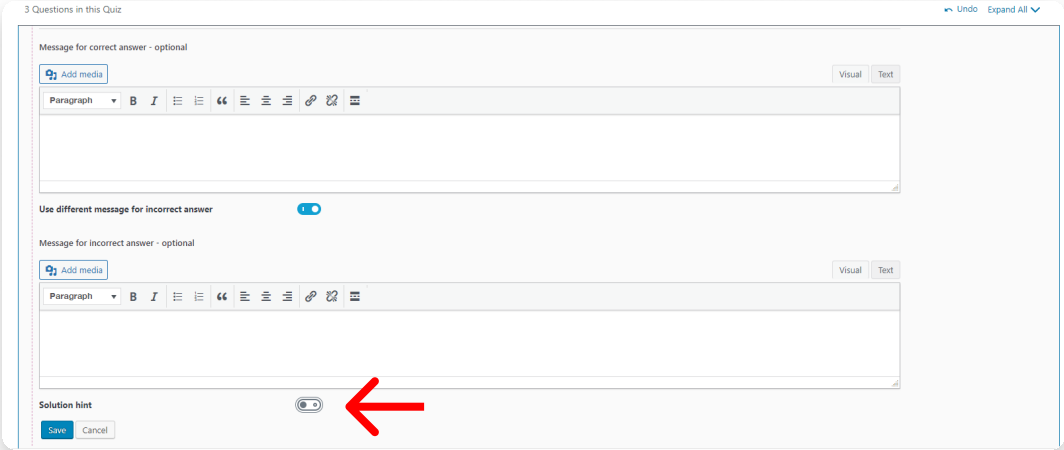 3 Questions in this Quiz
Undo Expand All
Message for correct answer - optional
Add media
Visual Text
Paragraph B I
Use different message for incorrect answer
Message for incorrect answer - optional
Add media
Visual Text
Paragraph B I
Solution hint
Save Cancel